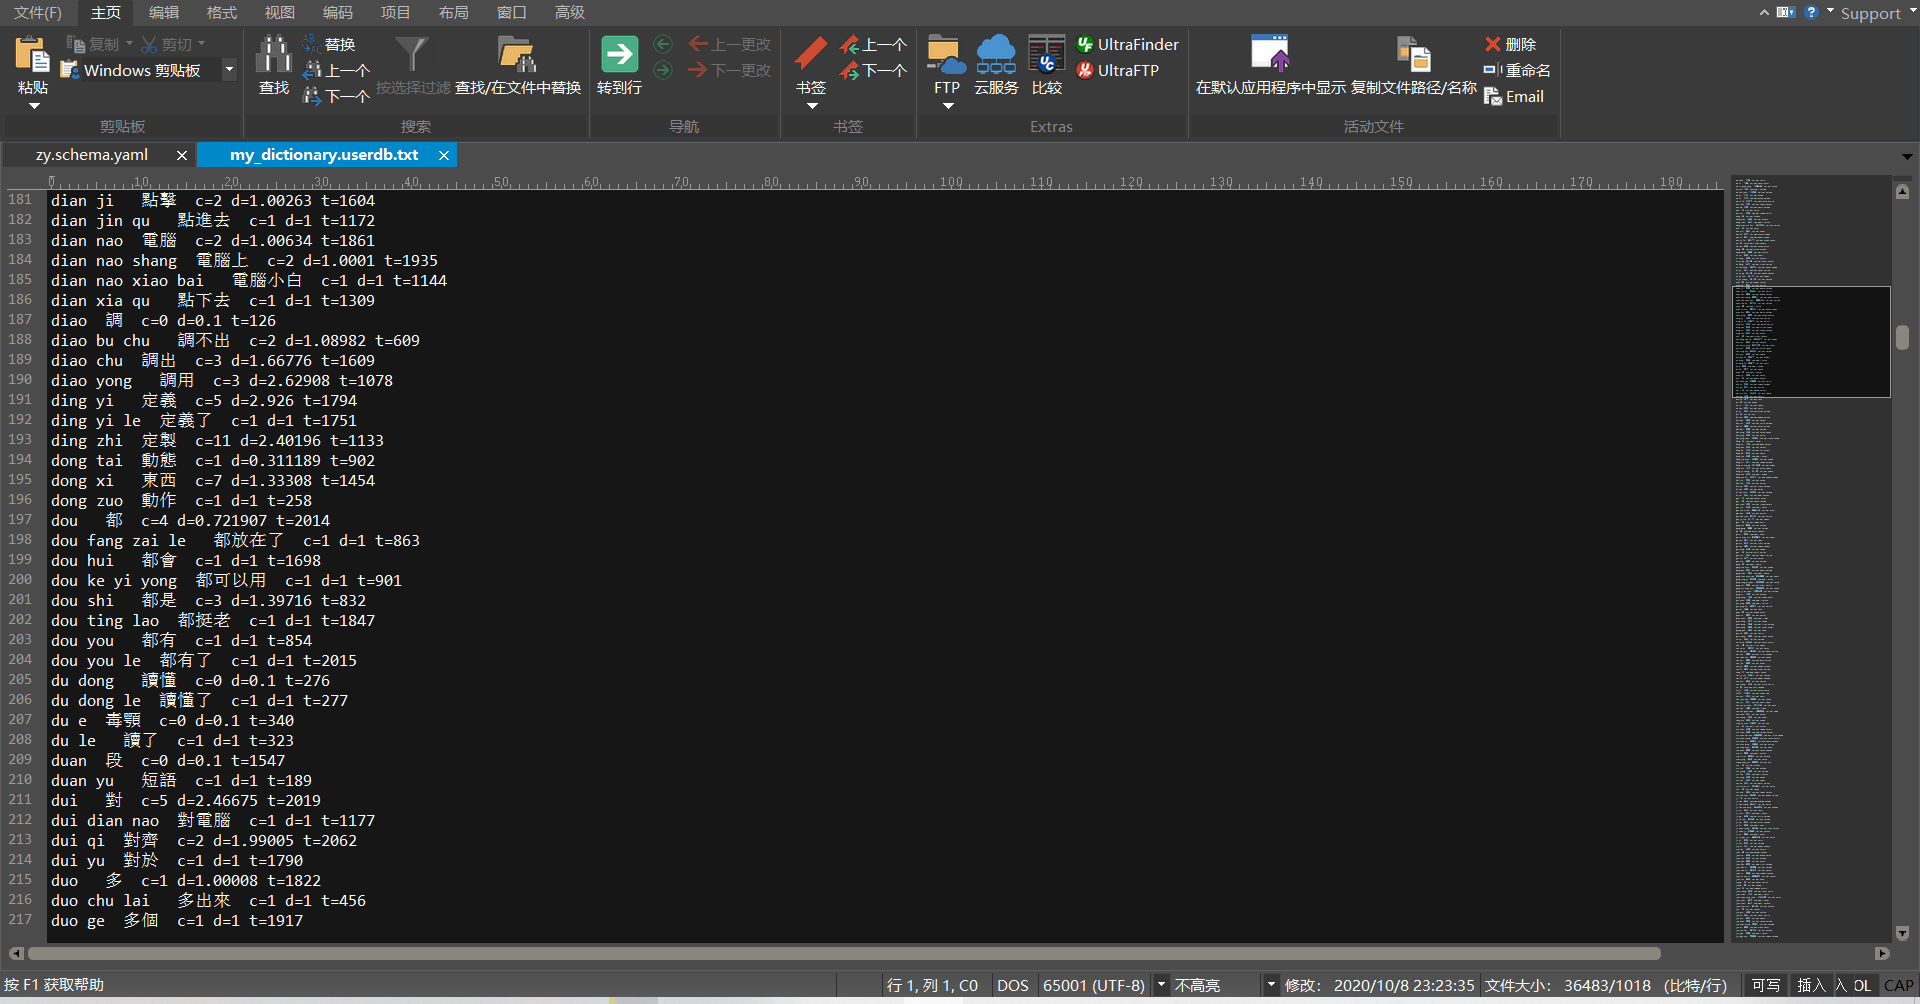 文件(F) 主页 编辑 格式 视图 编码 项目 布局 窗口 高级 Support
粘贴 复制 剪切 Windows 剪贴板 剪贴板
查找 替换 上一个 下一个 按选择过滤 查找/在文件中替换 搜索
转到行 上一更改 下一更改 导航
书签 上一个 下一个 书签
FTP 云服务 比较 UltraFinder UltraFTP Extras
在默认应用程序中显示 复制文件路径/名称 删除 重命名 Email 活动文件
zy.schema.yaml my_dictionary.userdb.txt
0 10 20 30 40 50 60 70 80 90 100 110 120 130 140 150 160 170 180
181 dian ji 點擊 c=2 d=1.00263 t=1604
182 dian jin qu 點進去 c=1 d=1 t=1172
183 dian nao 電腦 c=2 d=1.00634 t=1861
184 dian nao shang 電腦上 c=2 d=1.0001 t=1935
185 dian nao xiao bai 電腦小白 c=1 d=1 t=1144
186 dian xia qu 點下去 c=1 d=1 t=1309
187 diao 調 c=0 d=0.1 t=126
188 diao bu chu 調不出 c=2 d=1.08982 t=609
189 diao chu 調出 c=3 d=1.66776 t=1609
190 diao yong 調用 c=3 d=2.62908 t=1078
191 ding yi 定義 c=5 d=2.926 t=1794
192 ding yi le 定義了 c=1 d=1 t=1751
193 ding zhi 定製 c=11 d=2.40196 t=1133
194 dong tai 動態 c=1 d=0.311189 t=902
195 dong xi 東西 c=7 d=1.33308 t=1454
196 dong zuo 動作 c=1 d=1 t=258
197 dou 都 c=4 d=0.721907 t=2014
198 dou fang zai le 都放在了 c=1 d=1 t=863
199 dou hui 都會 c=1 d=1 t=1698
200 dou ke yi yong 都可以用 c=1 d=1 t=901
201 dou shi 都是 c=3 d=1.39716 t=832
202 dou ting lao 都挺老 c=1 d=1 t=1847
203 dou you 都有 c=1 d=1 t=854
204 dou you le 都有了 c=1 d=1 t=2015
205 du dong 讀懂 c=0 d=0.1 t=276
206 du dong le 讀懂了 c=1 d=1 t=277
207 du e 毒顎 c=0 d=0.1 t=340
208 du le 讀了 c=1 d=1 t=323
209 duan 段 c=0 d=0.1 t=1547
210 duan yu 短語 c=1 d=1 t=189
211 dui 對 c=5 d=2.46675 t=2019
212 dui dian nao 對電腦 c=1 d=1 t=1177
213 dui qi 對齊 c=2 d=1.99005 t=2062
214 dui yu 對於 c=1 d=1 t=1790
215 duo 多 c=1 d=1.00008 t=1822
216 duo chu lai 多出來 c=1 d=1 t=456
217 duo ge 多個 c=1 d=1 t=1917
按 F1 获取帮助 行 1, 列 1, C0 DOS 65001 (UTF-8) 不高亮 修改: 2020/10/8 23:23:35 文件大小: 36483/1018 (比特/行) 可写 插入 入 OL CAP